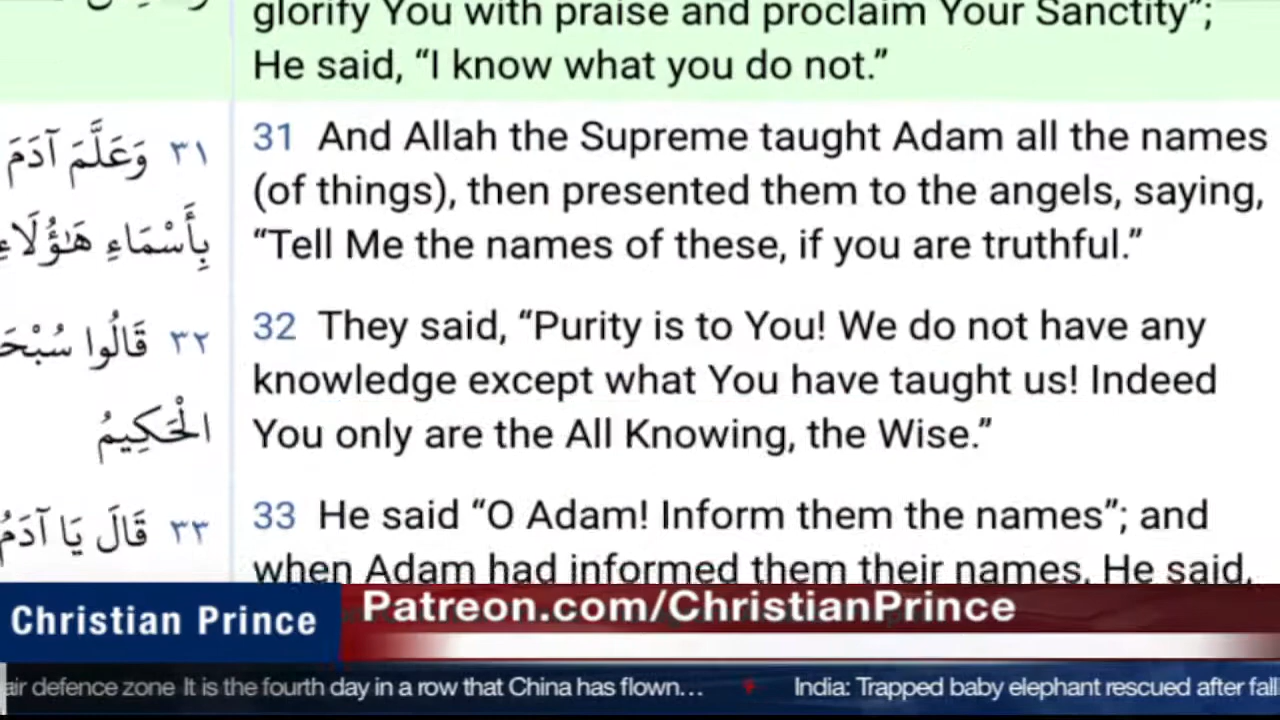 glorify You with praise and proclaim Your Sanctity”;
He said, “I know what you do not.”
٣١ وَعَلَّمَ آدَمَ
بِأَسْمَاءِ هَـٰؤُلَاءِ
31 And Allah the Supreme taught Adam all the names
(of things), then presented them to the angels, saying,
“Tell Me the names of these, if you are truthful.”
٣٢ قَالُوا سُبْحَ
الْحَكِيمُ
32 They said, “Purity is to You! We do not have any
knowledge except what You have taught us! Indeed
You only are the All Knowing, the Wise.”
٣٣ قَالَ يَا آدَمُ
33 He said “O Adam! Inform them the names”; and
when Adam had informed them their names, He said,
Christian Prince
Patreon.com/ChristianPrince
air defence zone It is the fourth day in a row that China has flown... India: Trapped baby elephant rescued after fall